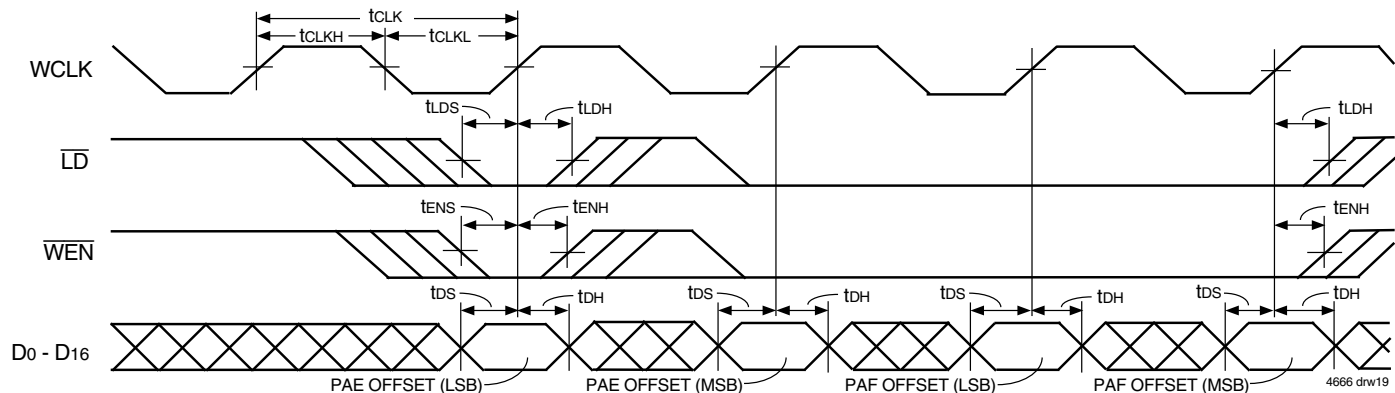 tCLK
tCLKH tCLKL
WCLK
tLDS tLDH tLDH
LD
tENS tENH tENH
WEN
tDS tDH tDS tDH tDS tDH tDS tDH
D0 - D16
PAE OFFSET (LSB) PAE OFFSET (MSB) PAF OFFSET (LSB) PAF OFFSET (MSB) 4666 drw19